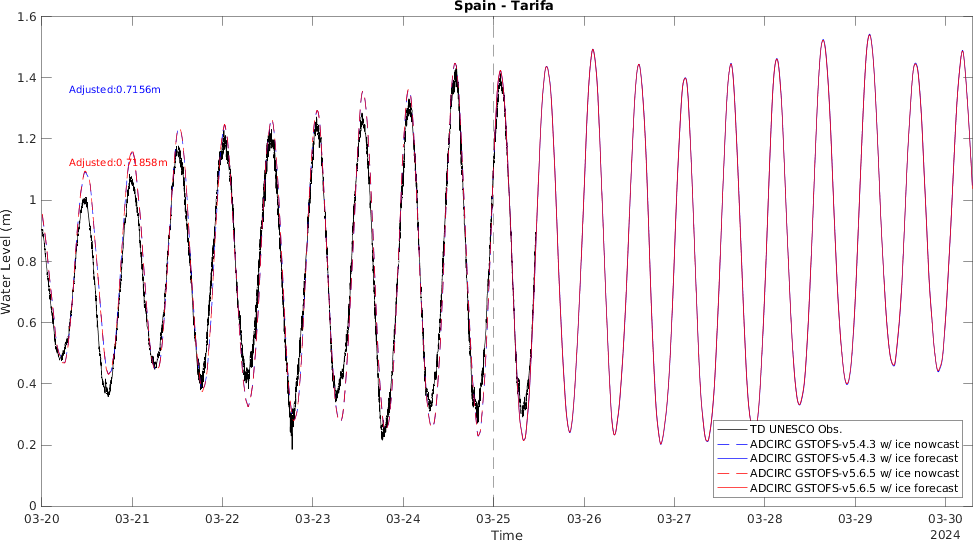 Spain - Tarifa
1.6
1.4
1.2
1
0.8
0.6
0.4
0.2
0
Water Level (m)
Adjusted:0.7156m
Adjusted:0.71858m
TD UNESCO Obs.
ADCIRC GSTOFS-v5.4.3 w/ ice nowcast
ADCIRC GSTOFS-v5.4.3 w/ ice forecast
ADCIRC GSTOFS-v5.6.5 w/ ice nowcast
ADCIRC GSTOFS-v5.6.5 w/ ice forecast
03-20 03-21 03-22 03-23 03-24 03-25 03-26 03-27 03-28 03-29 03-30
2024
Time